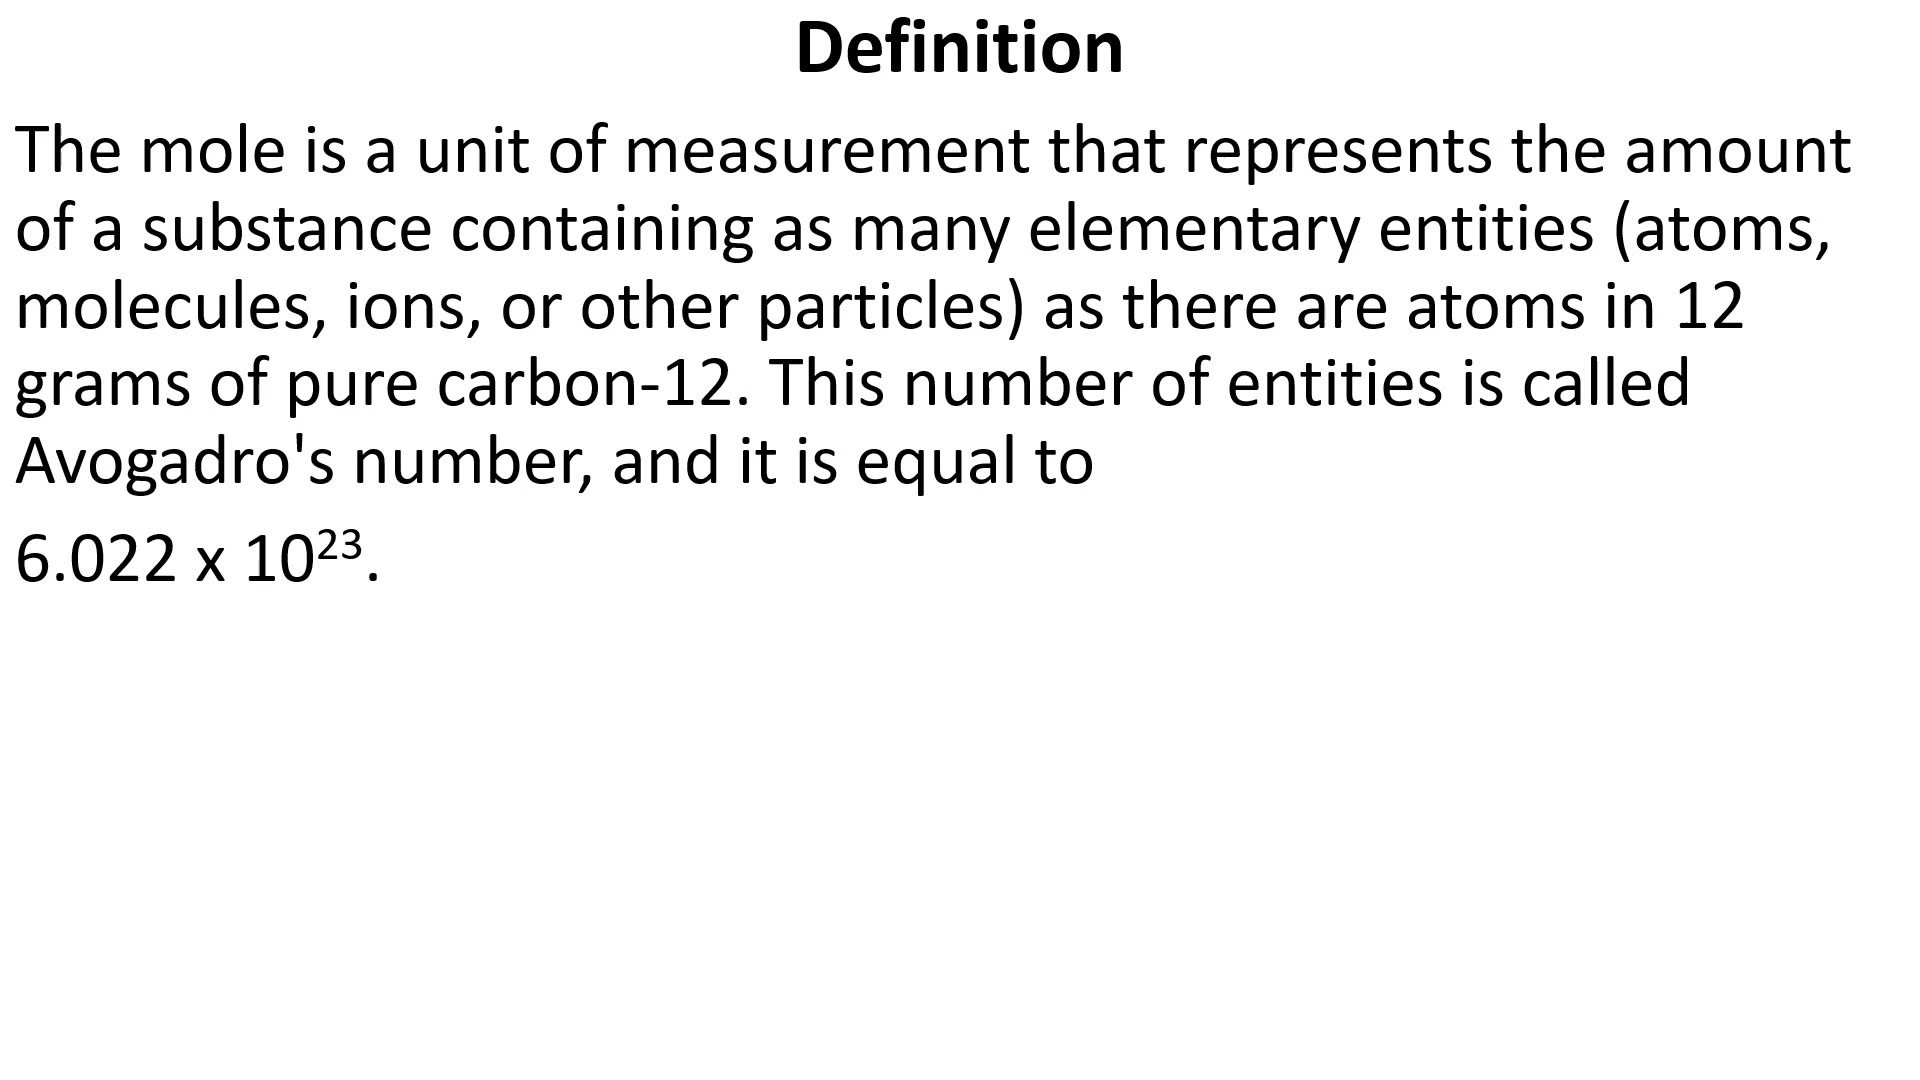 Definition
The mole is a unit of measurement that represents the amount
of a substance containing as many elementary entities (atoms,
molecules, ions, or other particles) as there are atoms in 12
grams of pure carbon-12. This number of entities is called
Avogadro's number, and it is equal to
6.022 x 10²³.